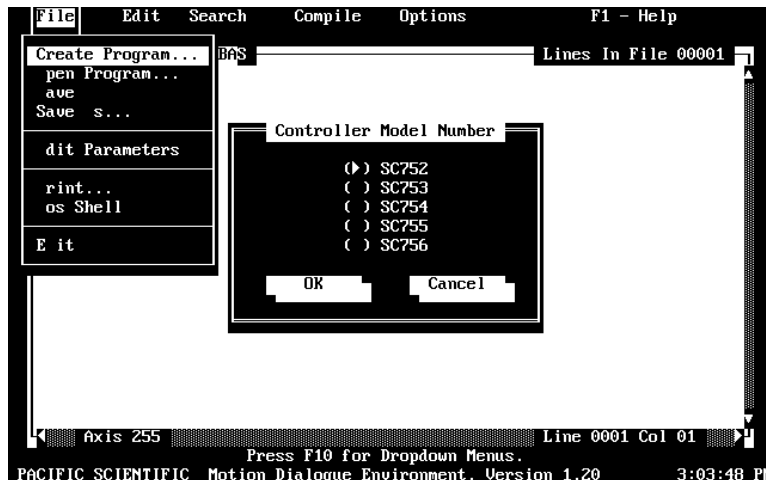 File Edit Search Compile Options F1 - Help
BAS Lines In File 00001
Create Program...
pen Program...
ave
Save s...
dit Parameters
rint...
os Shell
E it
Controller Model Number
( ) SC752
( ) SC753
( ) SC754
( ) SC755
( ) SC756
OK Cancel
Axis 255 Line 0001 Col 01
Press F10 for Dropdown Menus.
PACIFIC SCIENTIFIC Motion Dialogue Environment, Version 1.20 3:03:48 P